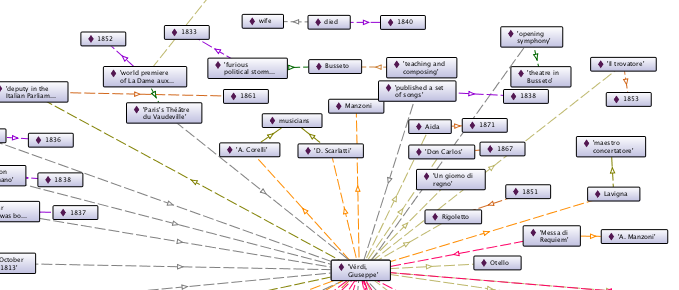 wife
died
1840
1833
1852
'opening
symphony'
'furious
political storm...
Busseto
'teaching and
composing'
'Il trovatore'
'world premiere
of La Dame aux...
'theatre in
Busseto'
'deputy in the
Italian Parliam...
1861
'published a set
of songs'
1838
1853
'Paris's Théâtre
du Vaudeville'
Manzoni
musicians
Aida
1871
1836
'A. Corelli'
'D. Scarlatti'
'Don Carlos'
1867
'maestro
concertatore'
1838
'Un giorno di
regno'
1851
Lavigna
was bo...
1837
Rigoletto
'Messa di
Requiem'
'A. Manzoni'
October
1813'
'Verdi,
Giuseppe'
Otello